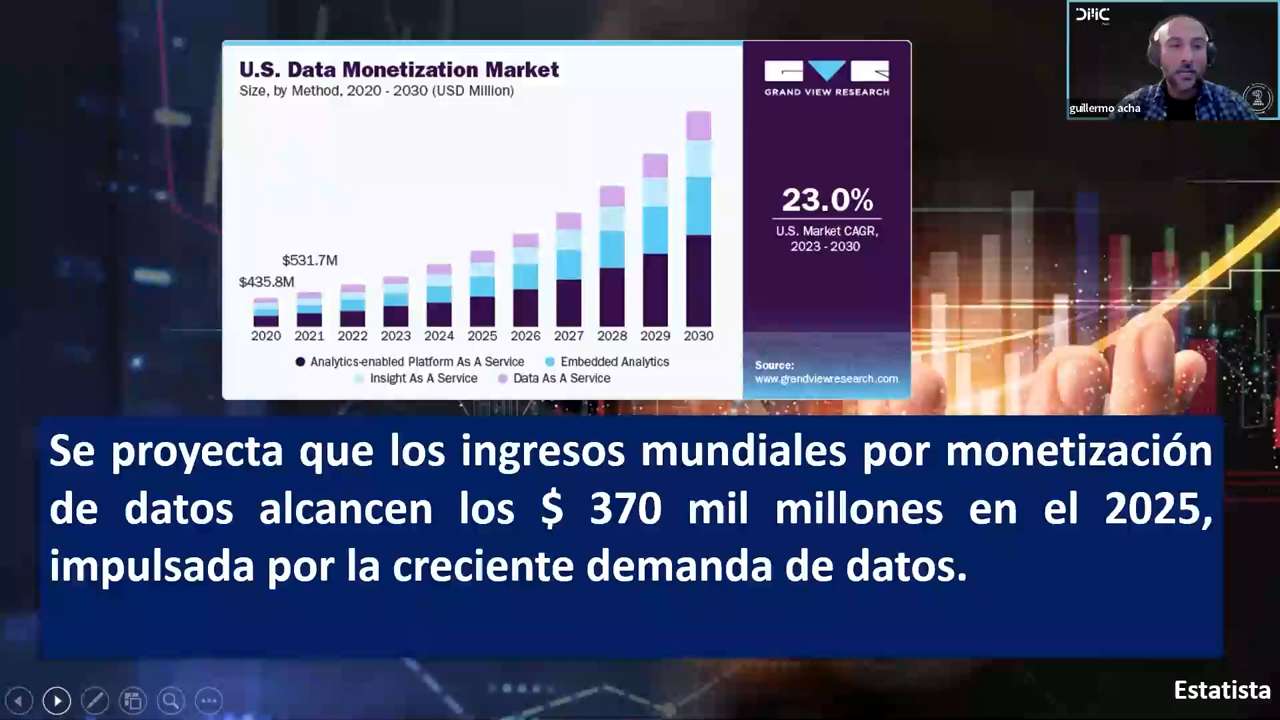 DMC
guillermo acha
U.S. Data Monetization Market
Size, by Method, 2020 - 2030 (USD Million)
GRAND VIEW RESEARCH
23.0%
U.S. Market CAGR,
2023 - 2030
$531.7M
$435.8M
2020 2021 2022 2023 2024 2025 2026 2027 2028 2029 2030
Analytics-enabled Platform As A Service Embedded Analytics
Insight As A Service Data As A Service
Source:
www.grandviewresearch.com
Se proyecta que los ingresos mundiales por monetización
de datos alcancen los $ 370 mil millones en el 2025,
impulsada por la creciente demanda de datos.
Estatista